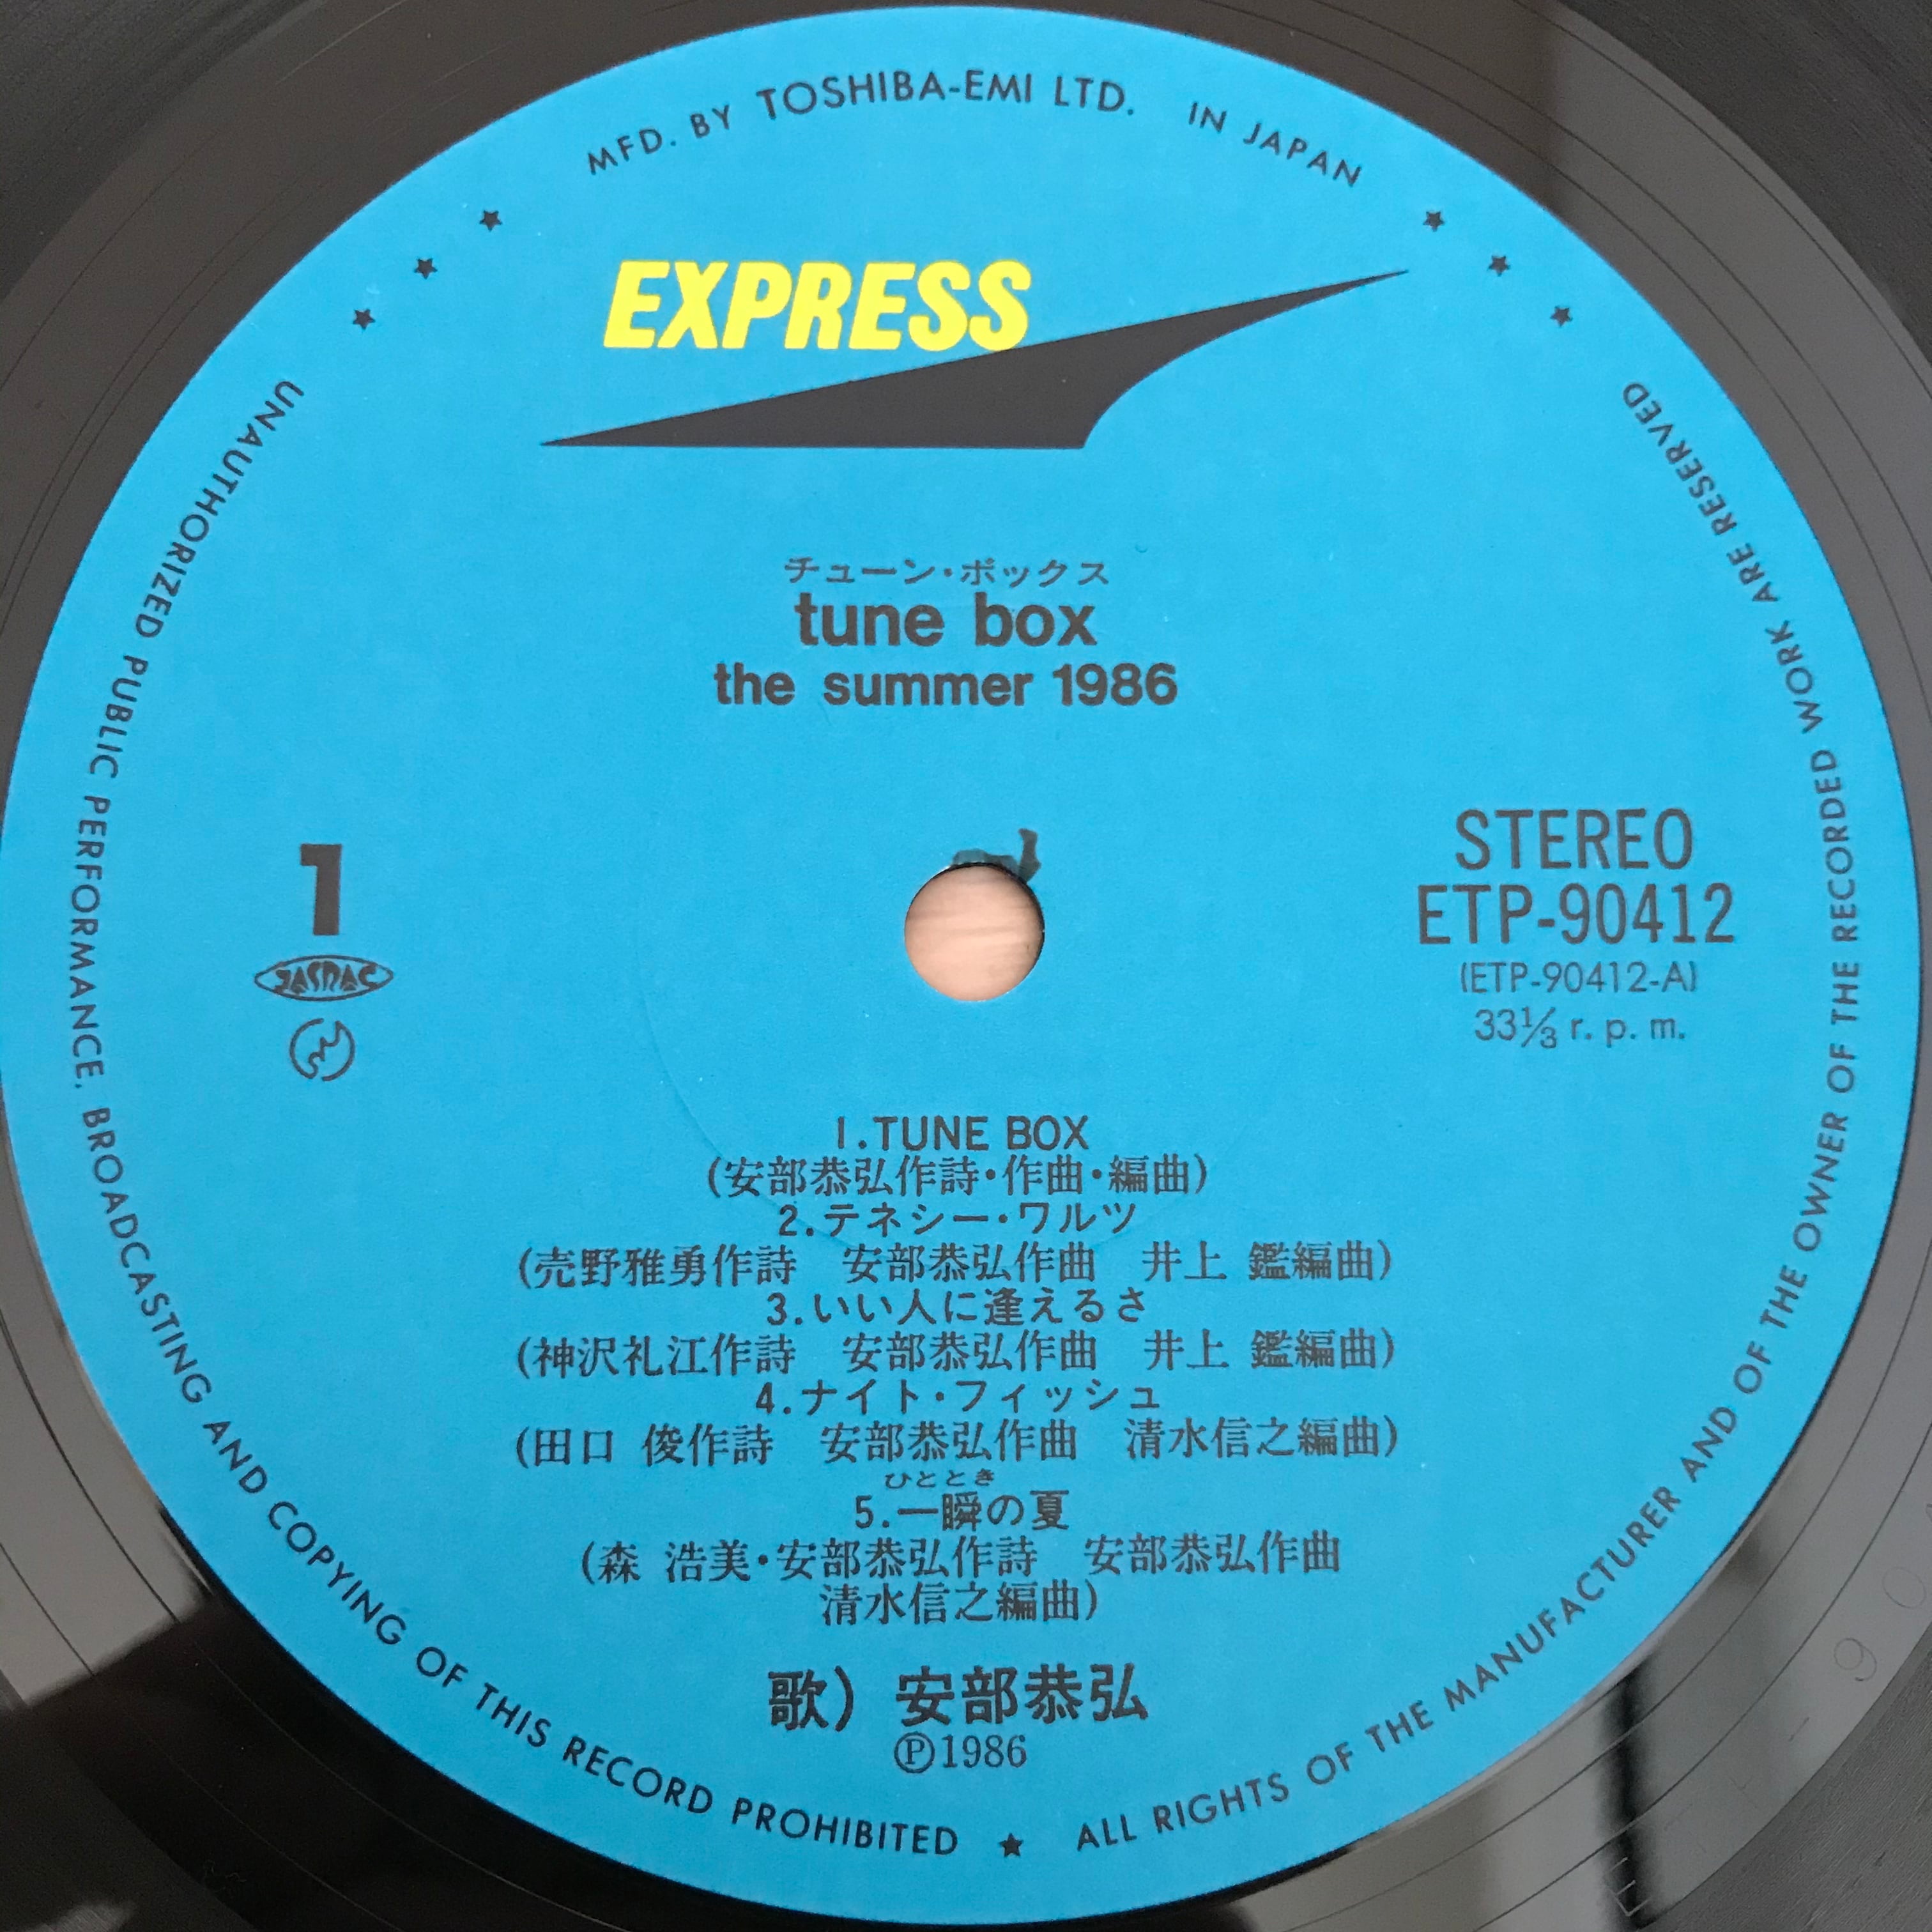 MFD. BY TOSHIBA-EMI LTD. IN JAPAN
EXPRESS
チューン・ボックス
tune box
the summer 1986
1
JASRAC
STEREO
ETP-90412
(ETP-90412-A)
33⅓ r. p. m.
1.TUNE BOX
(安部恭弘作詩・作曲・編曲)
2.テネシー・ワルツ
(売野雅勇作詩 安部恭弘作曲 井上 鑑編曲)
3.いい人に逢えるさ
(神沢礼江作詩 安部恭弘作曲 井上 鑑編曲)
4.ナイト・フィッシュ
(田口 俊作詩 安部恭弘作曲 清水信之編曲)
ひととき
5.一瞬の夏
(森 浩美・安部恭弘作詩 安部恭弘作曲
清水信之編曲)
歌) 安部恭弘
Ⓟ1986
UNAUTHORIZED PUBLIC PERFORMANCE, BROADCASTING AND COPYING OF THIS RECORD PROHIBITED ★ ALL RIGHTS OF THE MANUFACTURER AND OF THE OWNER OF THE RECORDED WORK ARE RESERVED